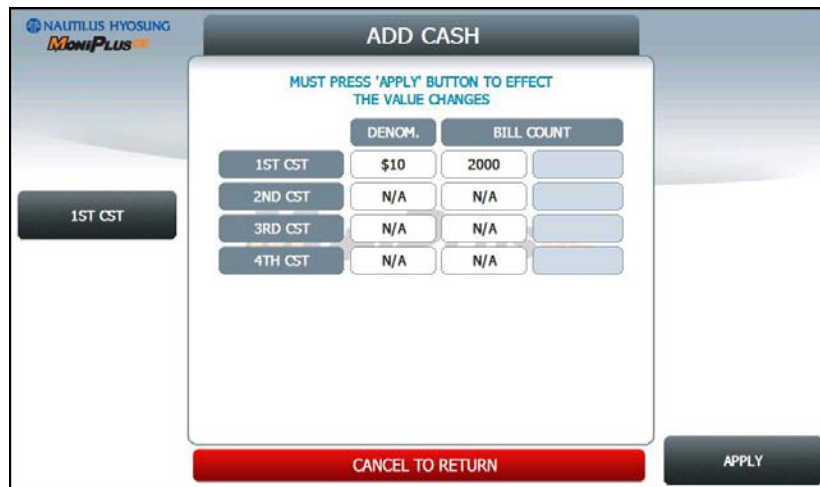 NAUTILUS HYOSUNG
MONIPLUS
ADD CASH
MUST PRESS 'APPLY' BUTTON TO EFFECT
THE VALUE CHANGES
DENOM. BILL COUNT
1ST CST $10 2000
2ND CST N/A N/A
1ST CST
3RD CST N/A N/A
4TH CST N/A N/A
CANCEL TO RETURN
APPLY